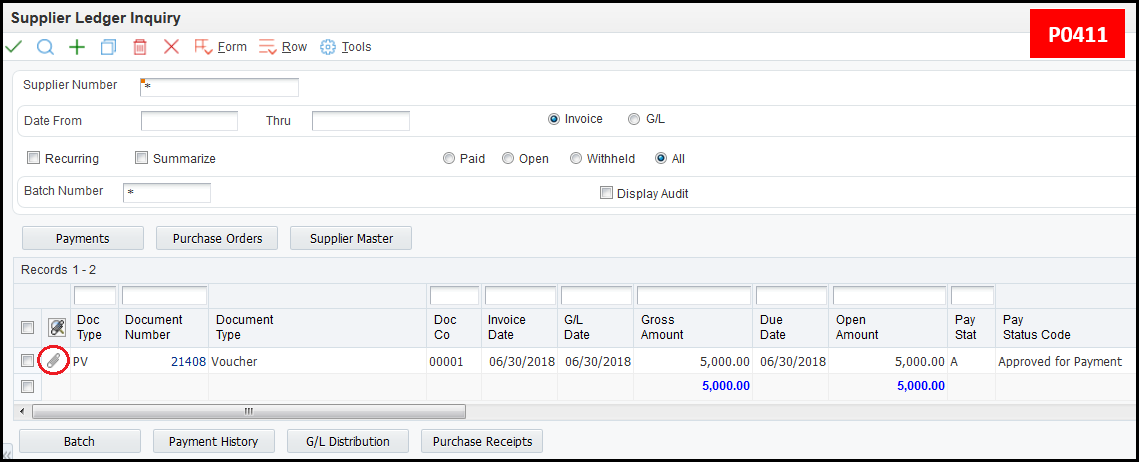 Supplier Ledger Inquiry
P0411
Form Row Tools
Supplier Number *
Date From Thru Invoice G/L
Recurring Summarize Paid Open Withheld All
Batch Number * Display Audit
Payments Purchase Orders Supplier Master
Records 1 - 2
Doc Type Document Number Document Type Doc Co Invoice Date G/L Date Gross Amount Due Date Open Amount Pay Stat Pay Status Code
PV 21408 Voucher 00001 06/30/2018 06/30/2018 5,000.00 06/30/2018 5,000.00 A Approved for Payment
5,000.00 5,000.00
Batch Payment History G/L Distribution Purchase Receipts